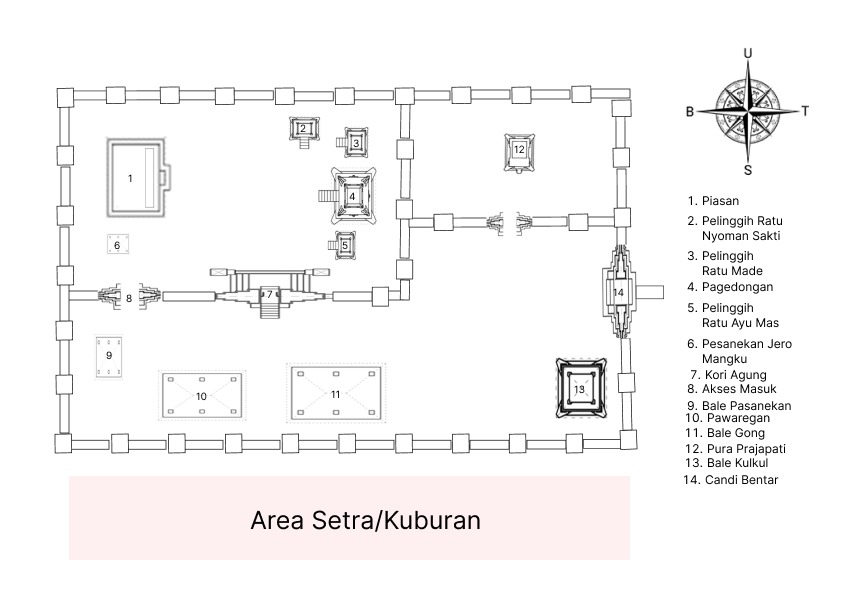 U
B
T
S
2
3
12
1
4
5
6
7
8
14
9
10
11
13
1. Piasan
2. Pelinggih Ratu
Nyoman Sakti
3. Pelinggih
Ratu Made
4. Pagedongan
5. Pelinggih
Ratu Ayu Mas
6. Pesanekan Jero
Mangku
7. Kori Agung
8. Akses Masuk
9. Bale Pasanekan
10. Pawaregan
11. Bale Gong
12. Pura Prajapati
13. Bale Kulkul
14. Candi Bentar
Area Setra/Kuburan